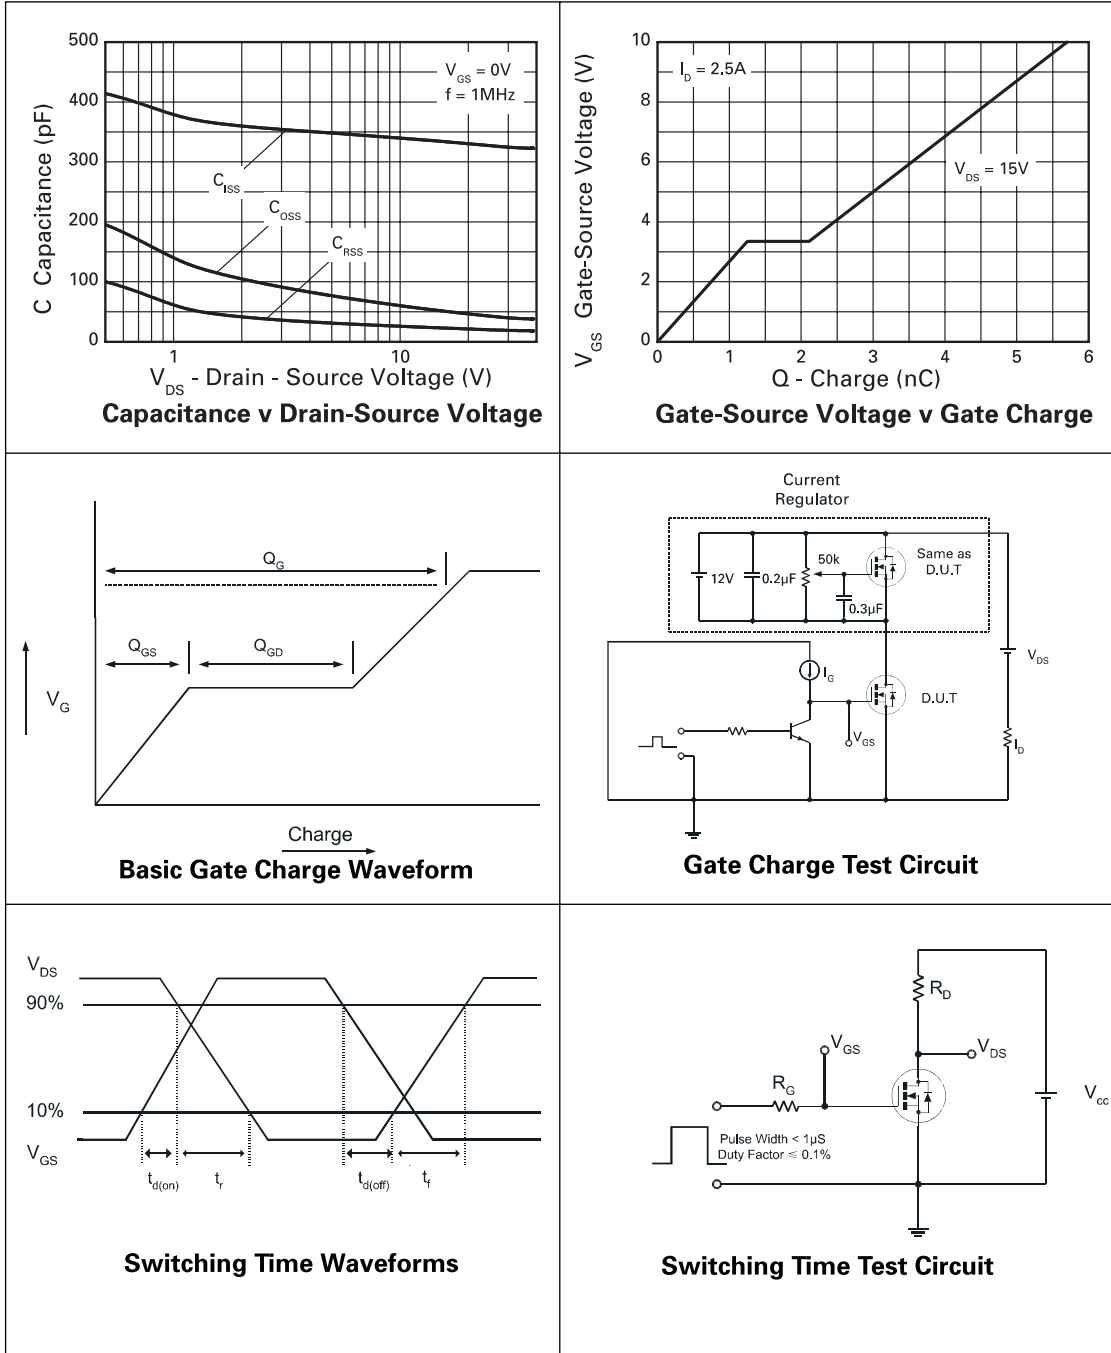 500
400
300
200
100
0
C Capacitance (pF)
V_GS = 0V
f = 1MHz
C_ISS
C_OSS
C_RSS
1
10
V_DS - Drain - Source Voltage (V)
Capacitance v Drain-Source Voltage
10
8
6
4
2
0
V_GS Gate-Source Voltage (V)
I_D = 2.5A
V_DS = 15V
0 1 2 3 4 5 6
Q - Charge (nC)
Gate-Source Voltage v Gate Charge
Q_G
Q_GS
Q_GD
V_G
Charge
Basic Gate Charge Waveform
Current
Regulator
12V
0.2µF
50k
0.3µF
Same as
D.U.T
I_G
V_GS
D.U.T
V_DS
I_D
Gate Charge Test Circuit
V_DS
90%
10%
V_GS
t_d(on)
t_r
t_d(off)
t_f
Switching Time Waveforms
R_D
V_GS
V_DS
R_G
V_cc
Pulse Width < 1µS
Duty Factor ≤ 0.1%
Switching Time Test Circuit